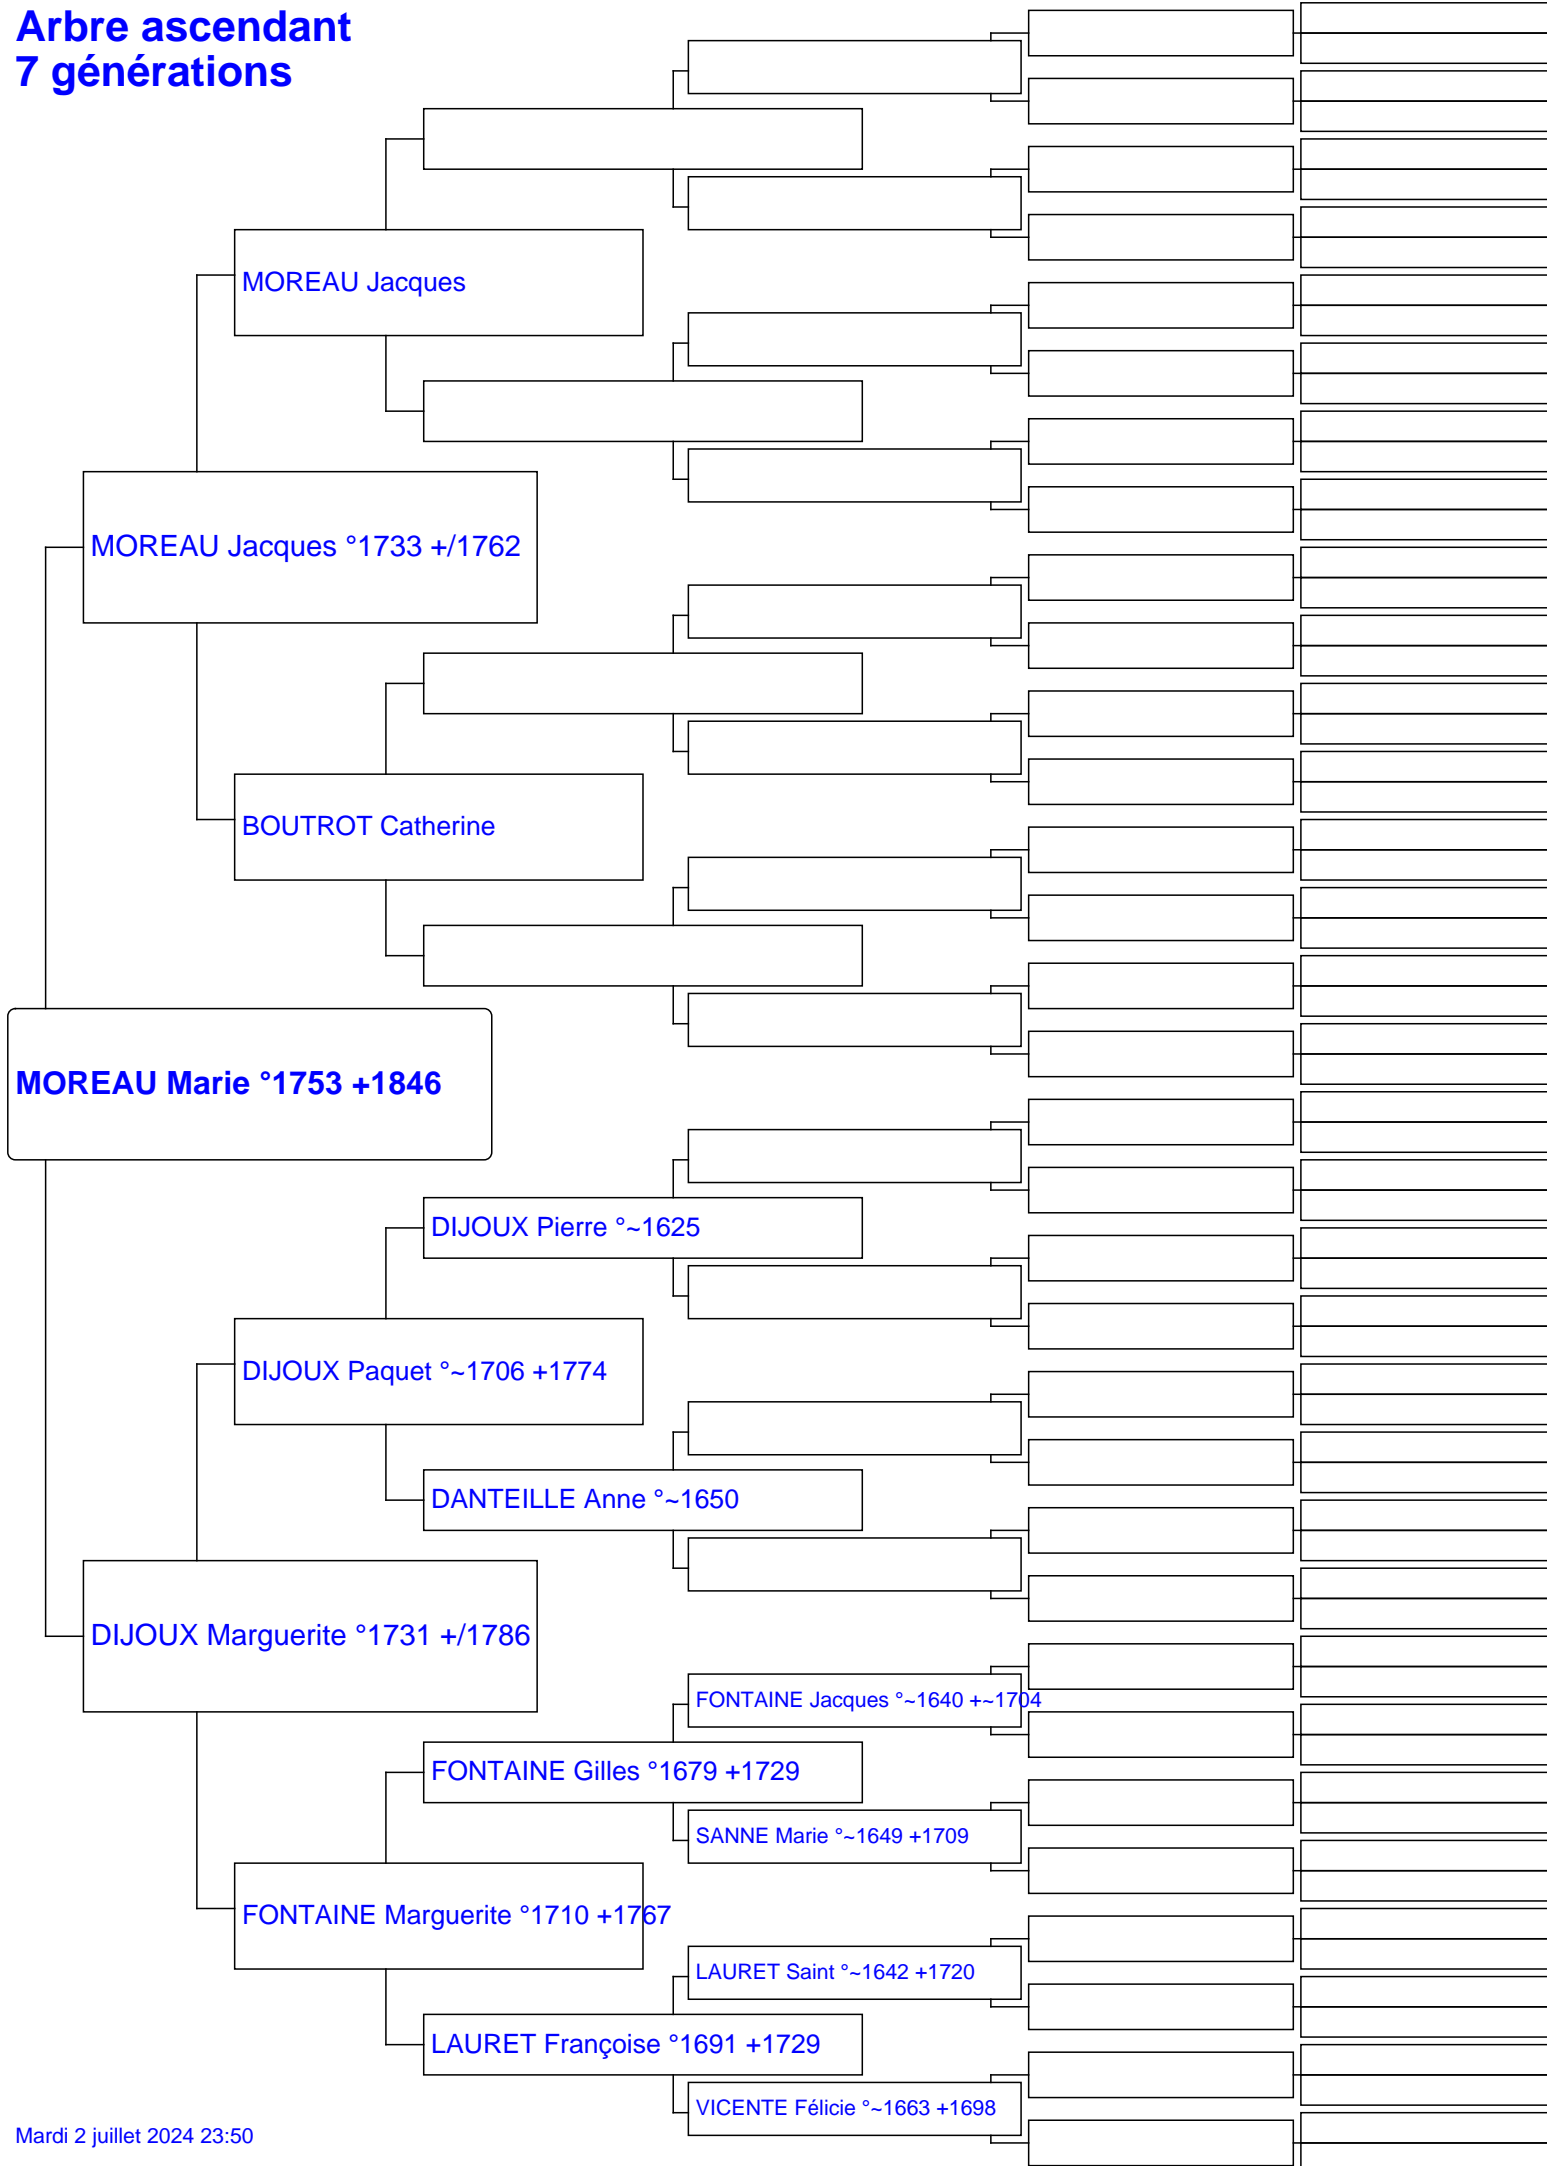 Arbre ascendant
7 générations
MOREAU Jacques
MOREAU Jacques °1733 +/1762
BOUTROT Catherine
MOREAU Marie °1753 +1846
DIJOUX Pierre °~1625
DIJOUX Paquet °~1706 +1774
DANTEILLE Anne °~1650
DIJOUX Marguerite °1731 +/1786
FONTAINE Jacques °~1640 +~1704
FONTAINE Gilles °1679 +1729
SANNE Marie °~1649 +1709
FONTAINE Marguerite °1710 +1767
LAURET Saint °~1642 +1720
LAURET Françoise °1691 +1729
VICENTE Félicie °~1663 +1698
Mardi 2 juillet 2024 23:50